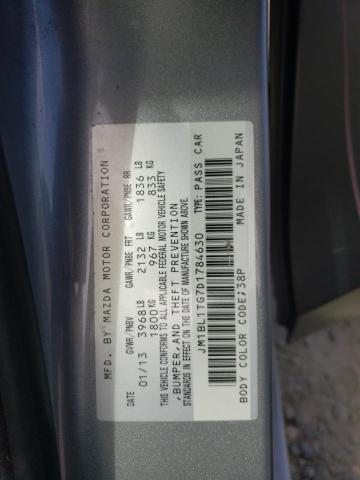 MFD. BY MAZDA MOTOR CORPORATION
DATE GVWR/PNBV GAWR/PNBE FRT GAWR/PNBE RR
01/13 3968 LB 2132 LB 1836 LB
1800 KG 967 KG 833 KG
THIS VEHICLE CONFORMS TO ALL APPLICABLE FEDERAL MOTOR VEHICLE SAFETY
,BUMPER,AND THEFT PREVENTION
STANDARDS IN EFFECT ON THE DATE OF MANUFACTURE SHOWN ABOVE.
JM1BL1TG7D1784630 TYPE: PASS CAR
BODY COLOR CODE/38P MADE IN JAPAN